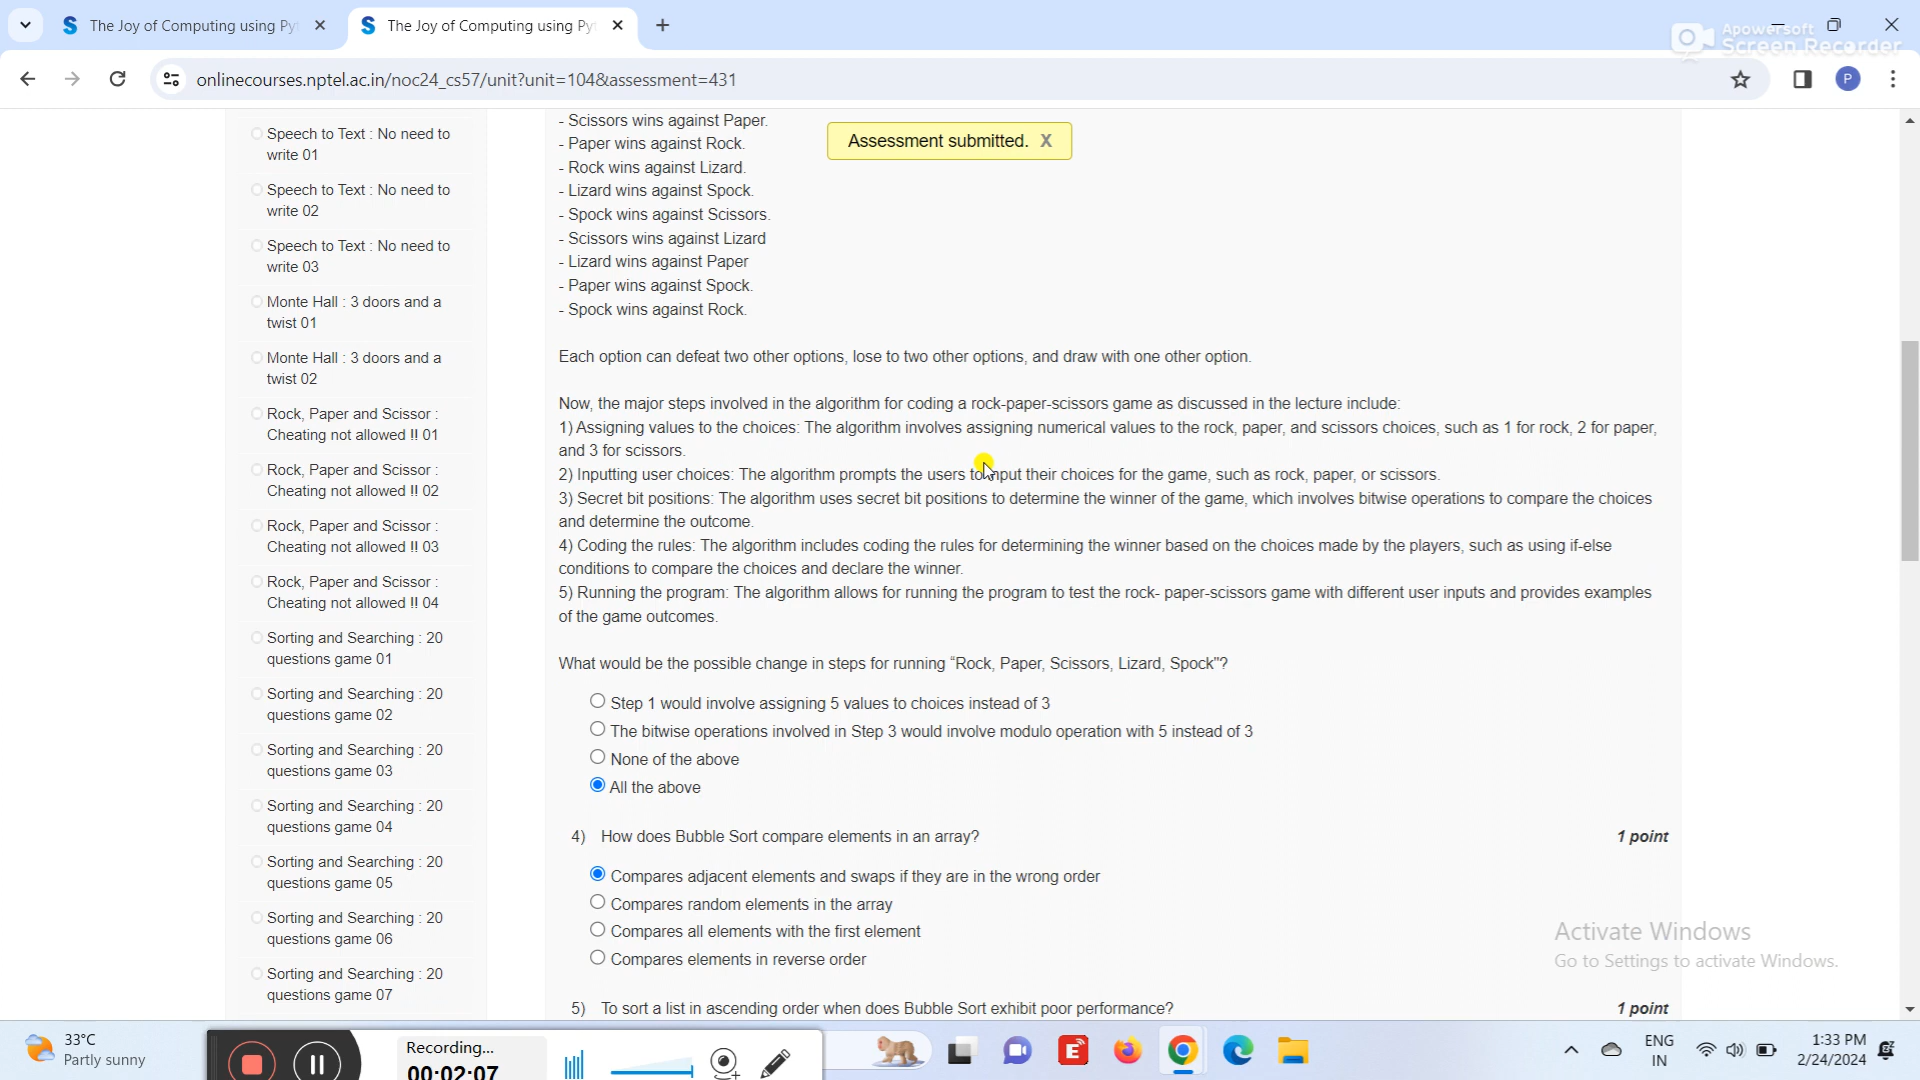 The Joy of Computing using Py
The Joy of Computing using Py
Apowersoft
Screen Recorder
onlinecourses.nptel.ac.in/noc24_cs57/unit?unit=104&assessment=431
P
Speech to Text : No need to
write 01
Speech to Text : No need to
write 02
Speech to Text : No need to
write 03
Monte Hall : 3 doors and a
twist 01
Monte Hall : 3 doors and a
twist 02
Rock, Paper and Scissor :
Cheating not allowed !! 01
Rock, Paper and Scissor :
Cheating not allowed !! 02
Rock, Paper and Scissor :
Cheating not allowed !! 03
Rock, Paper and Scissor :
Cheating not allowed !! 04
Sorting and Searching : 20
questions game 01
Sorting and Searching : 20
questions game 02
Sorting and Searching : 20
questions game 03
Sorting and Searching : 20
questions game 04
Sorting and Searching : 20
questions game 05
Sorting and Searching : 20
questions game 06
Sorting and Searching : 20
questions game 07
Assessment submitted. X
- Scissors wins against Paper.
- Paper wins against Rock.
- Rock wins against Lizard.
- Lizard wins against Spock.
- Spock wins against Scissors.
- Scissors wins against Lizard
- Lizard wins against Paper
- Paper wins against Spock.
- Spock wins against Rock.
Each option can defeat two other options, lose to two other options, and draw with one other option.
Now, the major steps involved in the algorithm for coding a rock-paper-scissors game as discussed in the lecture include:
1) Assigning values to the choices: The algorithm involves assigning numerical values to the rock, paper, and scissors choices, such as 1 for rock, 2 for paper,
and 3 for scissors.
2) Inputting user choices: The algorithm prompts the users to input their choices for the game, such as rock, paper, or scissors.
3) Secret bit positions: The algorithm uses secret bit positions to determine the winner of the game, which involves bitwise operations to compare the choices
and determine the outcome.
4) Coding the rules: The algorithm includes coding the rules for determining the winner based on the choices made by the players, such as using if-else
conditions to compare the choices and declare the winner.
5) Running the program: The algorithm allows for running the program to test the rock- paper-scissors game with different user inputs and provides examples
of the game outcomes.
What would be the possible change in steps for running “Rock, Paper, Scissors, Lizard, Spock”?
Step 1 would involve assigning 5 values to choices instead of 3
The bitwise operations involved in Step 3 would involve modulo operation with 5 instead of 3
None of the above
All the above
4) How does Bubble Sort compare elements in an array? 1 point
Compares adjacent elements and swaps if they are in the wrong order
Compares random elements in the array
Compares all elements with the first element
Compares elements in reverse order
5) To sort a list in ascending order when does Bubble Sort exhibit poor performance? 1 point
Activate Windows
Go to Settings to activate Windows.
33°C
Partly sunny
Recording...
00:02:07
ENG
IN
1:33 PM
2/24/2024